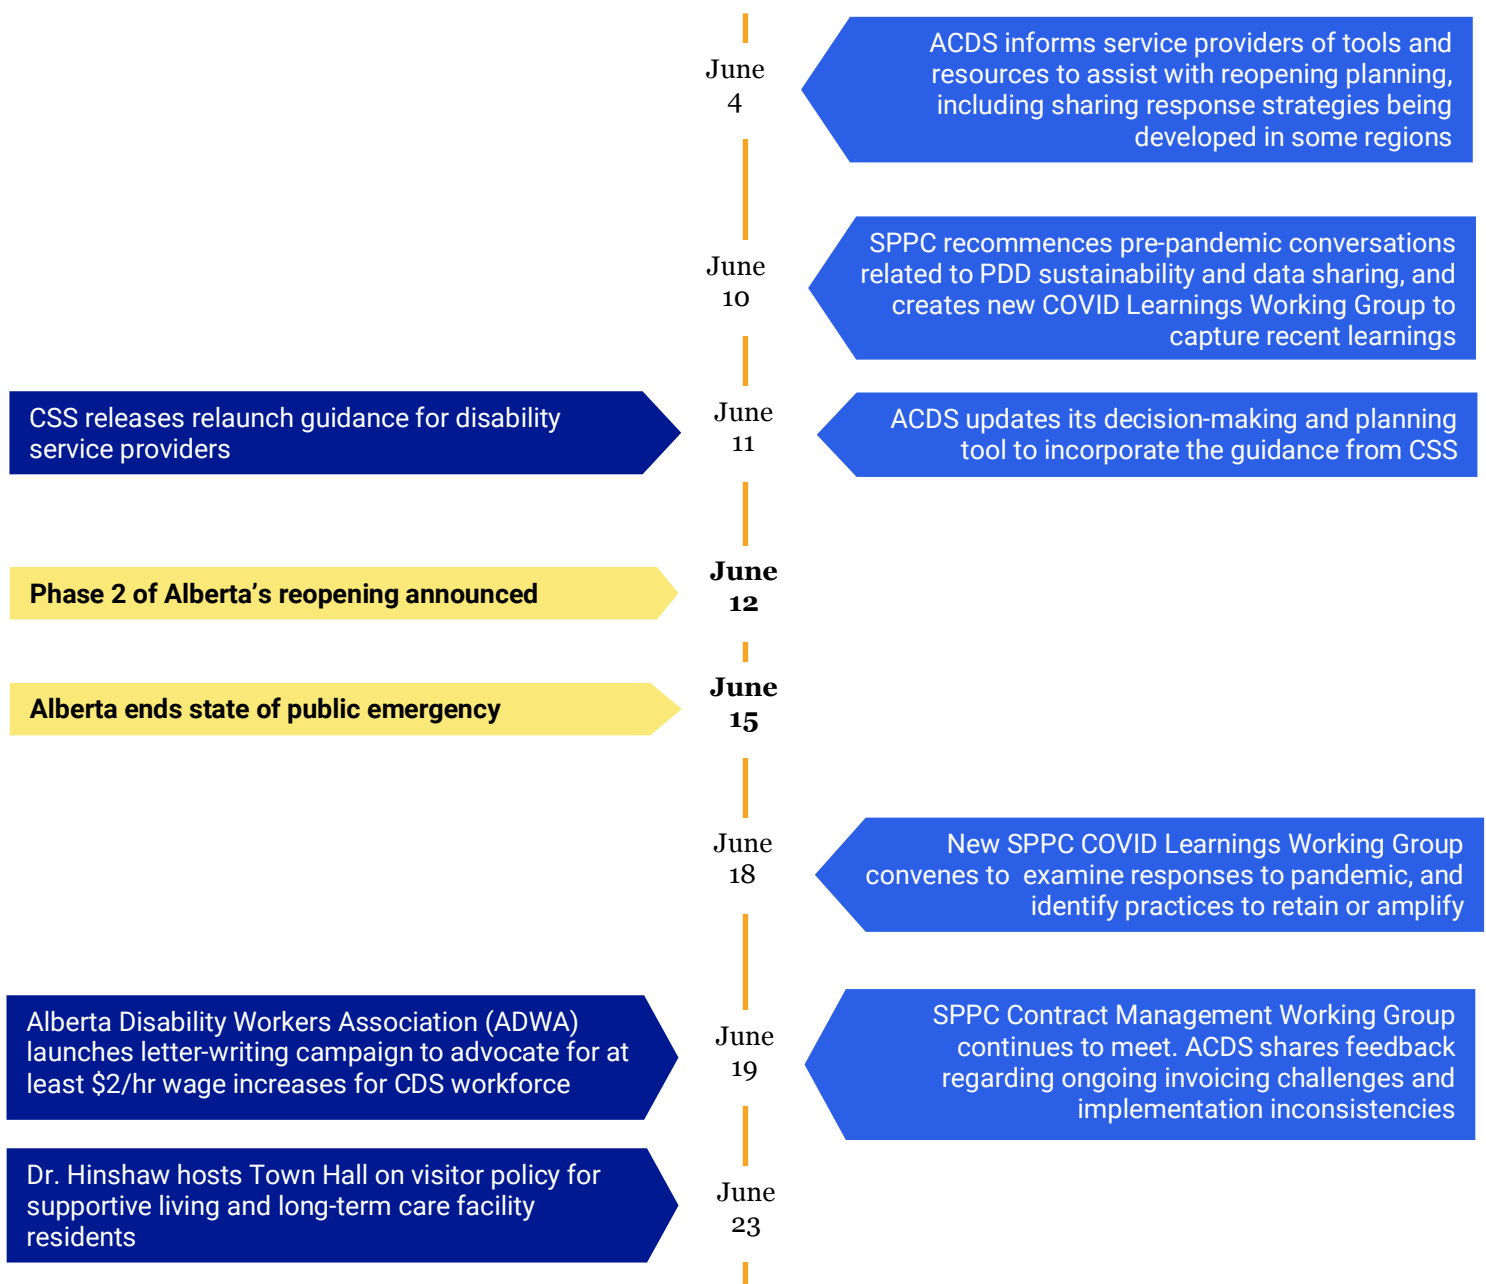 June
4
ACDS informs service providers of tools and
resources to assist with reopening planning,
including sharing response strategies being
developed in some regions
June
10
SPPC recommences pre-pandemic conversations
related to PDD sustainability and data sharing, and
creates new COVID Learnings Working Group to
capture recent learnings
CSS releases relaunch guidance for disability
service providers
June
11
ACDS updates its decision-making and planning
tool to incorporate the guidance from CSS
Phase 2 of Alberta’s reopening announced
June
12
Alberta ends state of public emergency
June
15
June
18
New SPPC COVID Learnings Working Group
convenes to  examine responses to pandemic, and
identify practices to retain or amplify
Alberta Disability Workers Association (ADWA)
launches letter-writing campaign to advocate for at
least $2/hr wage increases for CDS workforce
June
19
SPPC Contract Management Working Group
continues to meet. ACDS shares feedback
regarding ongoing invoicing challenges and
implementation inconsistencies
Dr. Hinshaw hosts Town Hall on visitor policy for
supportive living and long-term care facility
residents
June
23